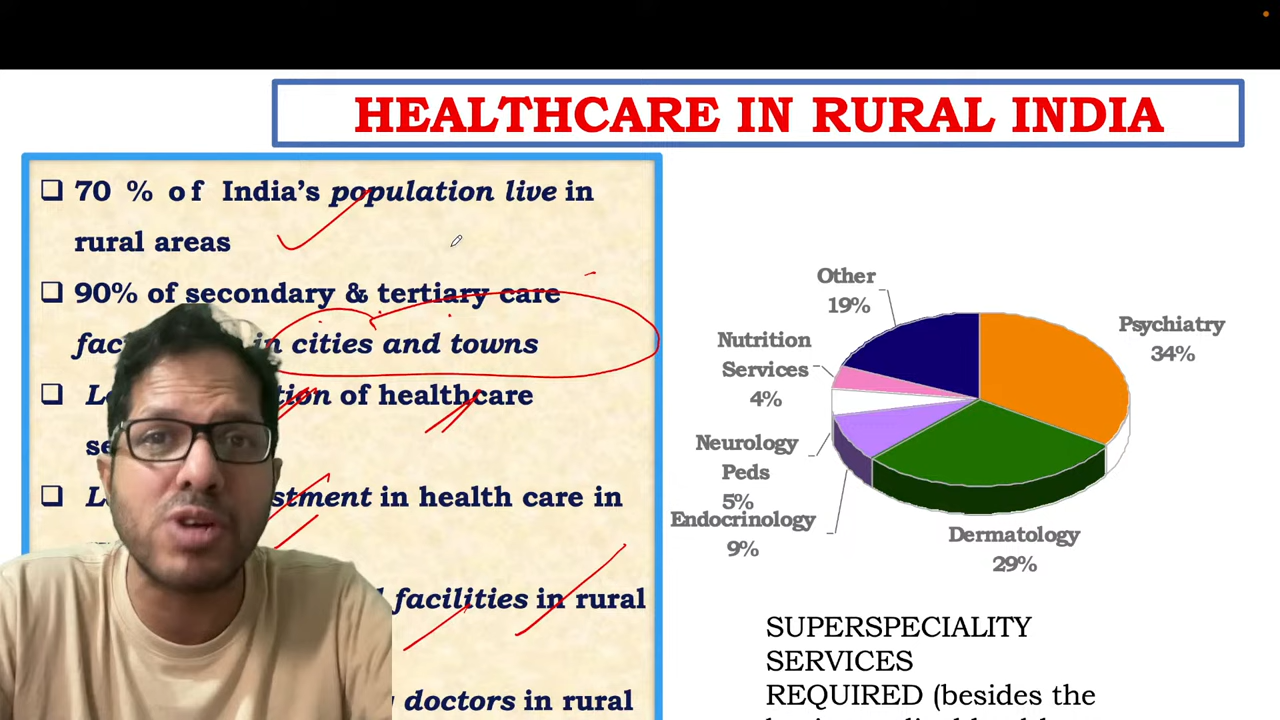 HEALTHCARE IN RURAL INDIA
❑ 70 % of India's population live in
rural areas
❑ 90% of secondary & tertiary care
in cities and towns
❑ of healthcare
❑ in health care in
facilities in rural
doctors in rural
Other
19%
Psychiatry
34%
Nutrition
Services
4%
Neurology
Peds
5%
Endocrinology
9%
Dermatology
29%
SUPERSPECIALITY
SERVICES
REQUIRED (besides the